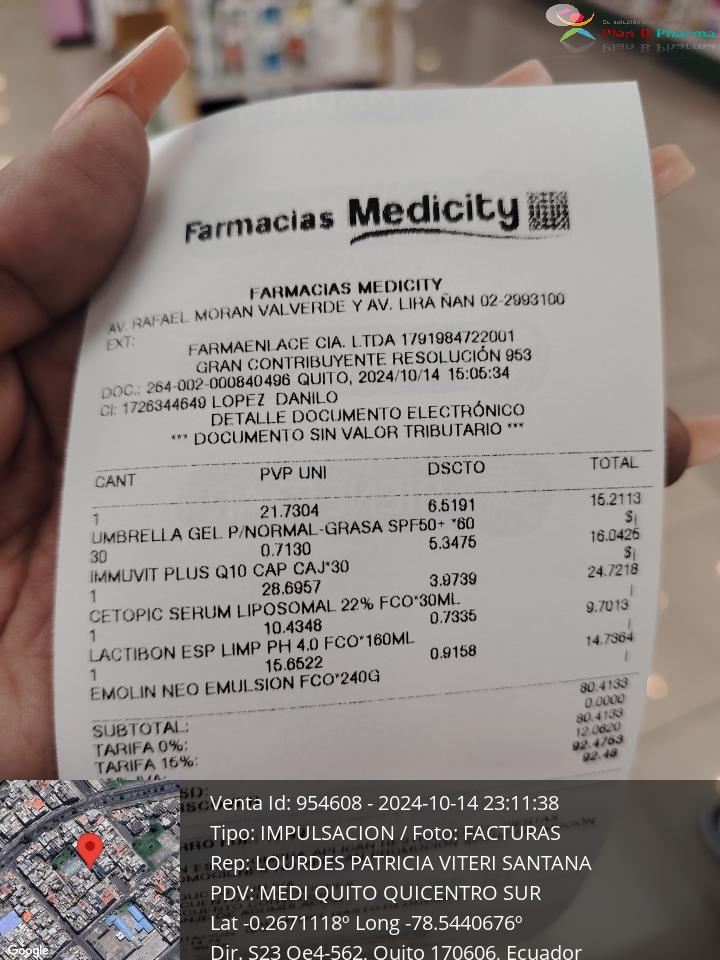 Su solución
Plan B Pharma
Farmacias Medicity
FARMACIAS MEDICITY
AV. RAFAEL MORAN VALVERDE Y AV. LIRA ÑAN 02-2993100
EXT:
FARMAENLACE CIA. LTDA 1791984722001
GRAN CONTRIBUYENTE RESOLUCIÓN 953
DOC.: 264-002-000840496 QUITO, 2024/10/14 15:05:34
CI: 1726344649 LOPEZ DANILO
DETALLE DOCUMENTO ELECTRÓNICO
*** DOCUMENTO SIN VALOR TRIBUTARIO ***
CANT PVP UNI DSCTO TOTAL
1 21.7304 6.5191 15.2113
UMBRELLA GEL P/NORMAL-GRASA SPF50+ *60 $¡
30 0.7130 5.3475 16.0425
IMMUVIT PLUS Q10 CAP CAJ*30 $¡
1 28.6957 3.9739 24.7218
CETOPIC SERUM LIPOSOMAL 22% FCO*30ML
1 10.4348 0.7335 9.7013
LACTIBON ESP LIMP PH 4.0 FCO*160ML
1 15.6522 0.9158 14.7364
EMOLIN NEO EMULSION FCO*240G
SUBTOTAL: 80.4133
TARIFA 0%: 0.0000
TARIFA 15%: 80.4133
12.0620
92.4753
92.48
Venta Id: 954608 - 2024-10-14 23:11:38
Tipo: IMPULSACION / Foto: FACTURAS
Rep: LOURDES PATRICIA VITERI SANTANA
PDV: MEDI QUITO QUICENTRO SUR
Lat -0.2671118º Long -78.5440676º
Dir. S23 Oe4-562, Quito 170606, Ecuador
Google